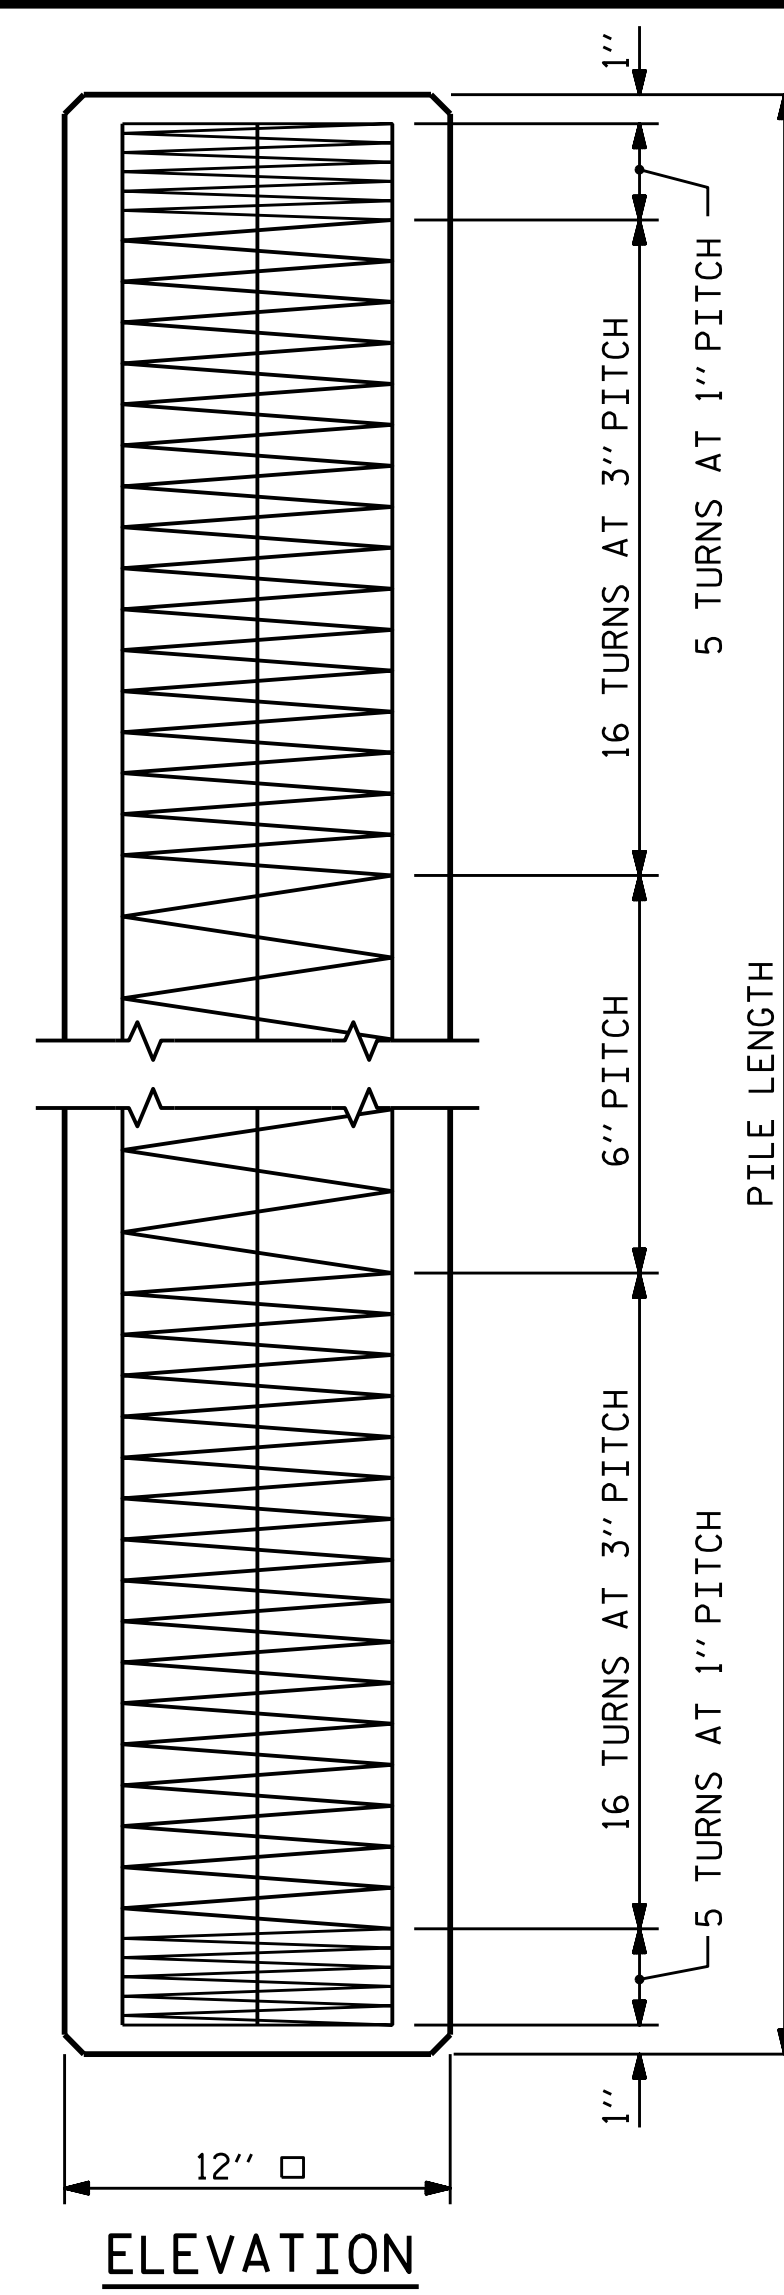 1''
5 TURNS AT 1'' PITCH
16 TURNS AT 3'' PITCH
6'' PITCH
PILE LENGTH
16 TURNS AT 3'' PITCH
5 TURNS AT 1'' PITCH
1''
12'' □
ELEVATION